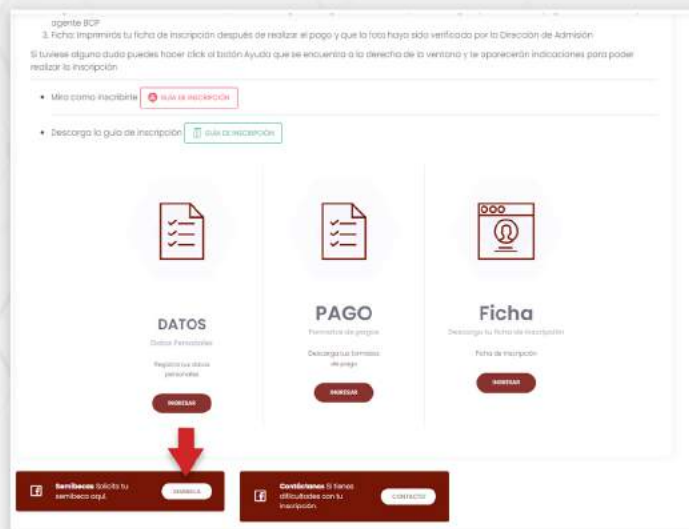 agente BCP
3. Ficha: Imprimirás tu ficha de inscripción después de realizar el pago y que la foto haya sido verificada por la Dirección de Admisión
Si tuviese alguna duda puedes hacer click al botón Ayuda que se encuentra a la derecha de la ventana y te aparecerán indicaciones para poder
realizar la inscripción
• Mira como inscribirte GUÍA DE INSCRIPCIÓN
• Descarga la guía de inscripción GUÍA DE INSCRIPCIÓN
DATOS
Datos Personales
Registra tus datos
personales
INGRESAR
PAGO
Formatos de pagos
Descarga tus formatos
de pago
INGRESAR
Ficha
Descarga tu ficha de inscripción
Ficha de inscripción
INGRESAR
Semibecas Solicita tu
semibeca aquí.
Contáctanos Si tienes
dificultades con tu
inscripción.
CONTACTO